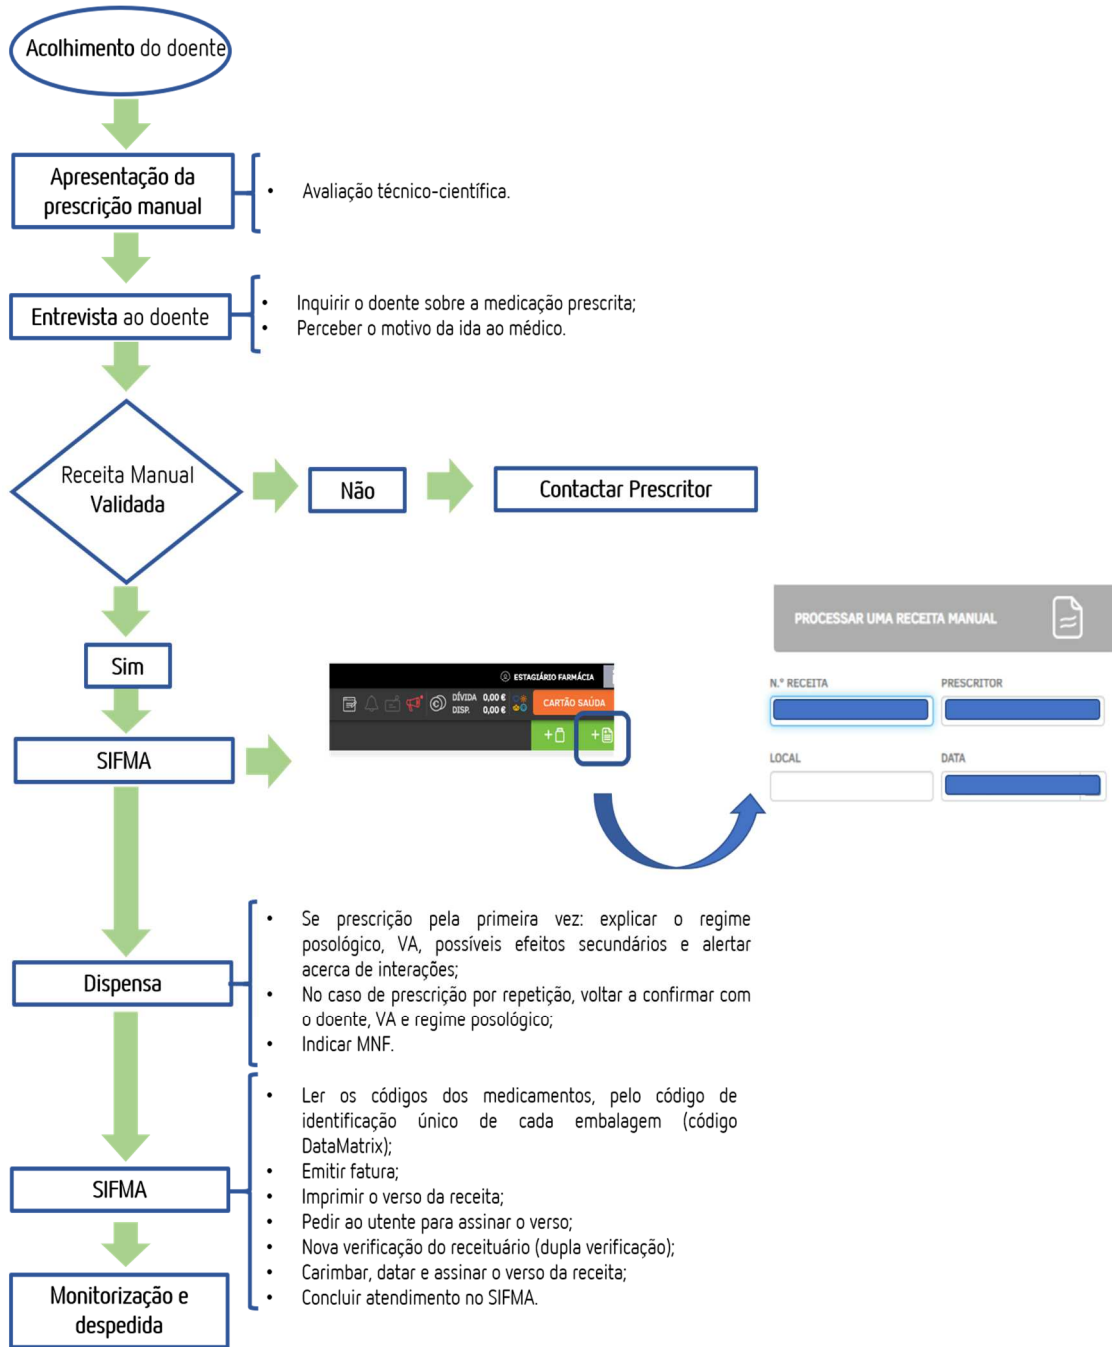 Acolhimento do doente
Apresentação da
prescrição manual
• Avaliação técnico-científica.
Entrevista ao doente
• Inquirir o doente sobre a medicação prescrita;
• Perceber o motivo da ida ao médico.
Receita Manual
Validada
Não
Contactar Prescritor
Sim
SIFMA
ESTAGIÁRIO FARMÁCIA
DÍVIDA 0,00 €
DISP. 0,00 €
CARTÃO SAÚDA
PROCESSAR UMA RECEITA MANUAL
N.º RECEITA
PRESCRITOR
LOCAL
DATA
Dispensa
• Se prescrição pela primeira vez: explicar o regime
posológico, VA, possíveis efeitos secundários e alertar
acerca de interações;
• No caso de prescrição por repetição, voltar a confirmar com
o doente, VA e regime posológico;
• Indicar MNF.
SIFMA
• Ler os códigos dos medicamentos, pelo código de
identificação único de cada embalagem (código
DataMatrix);
• Emitir fatura;
• Imprimir o verso da receita;
• Pedir ao utente para assinar o verso;
• Nova verificação do receituário (dupla verificação);
• Carimbar, datar e assinar o verso da receita;
• Concluir atendimento no SIFMA.
Monitorização e
despedida